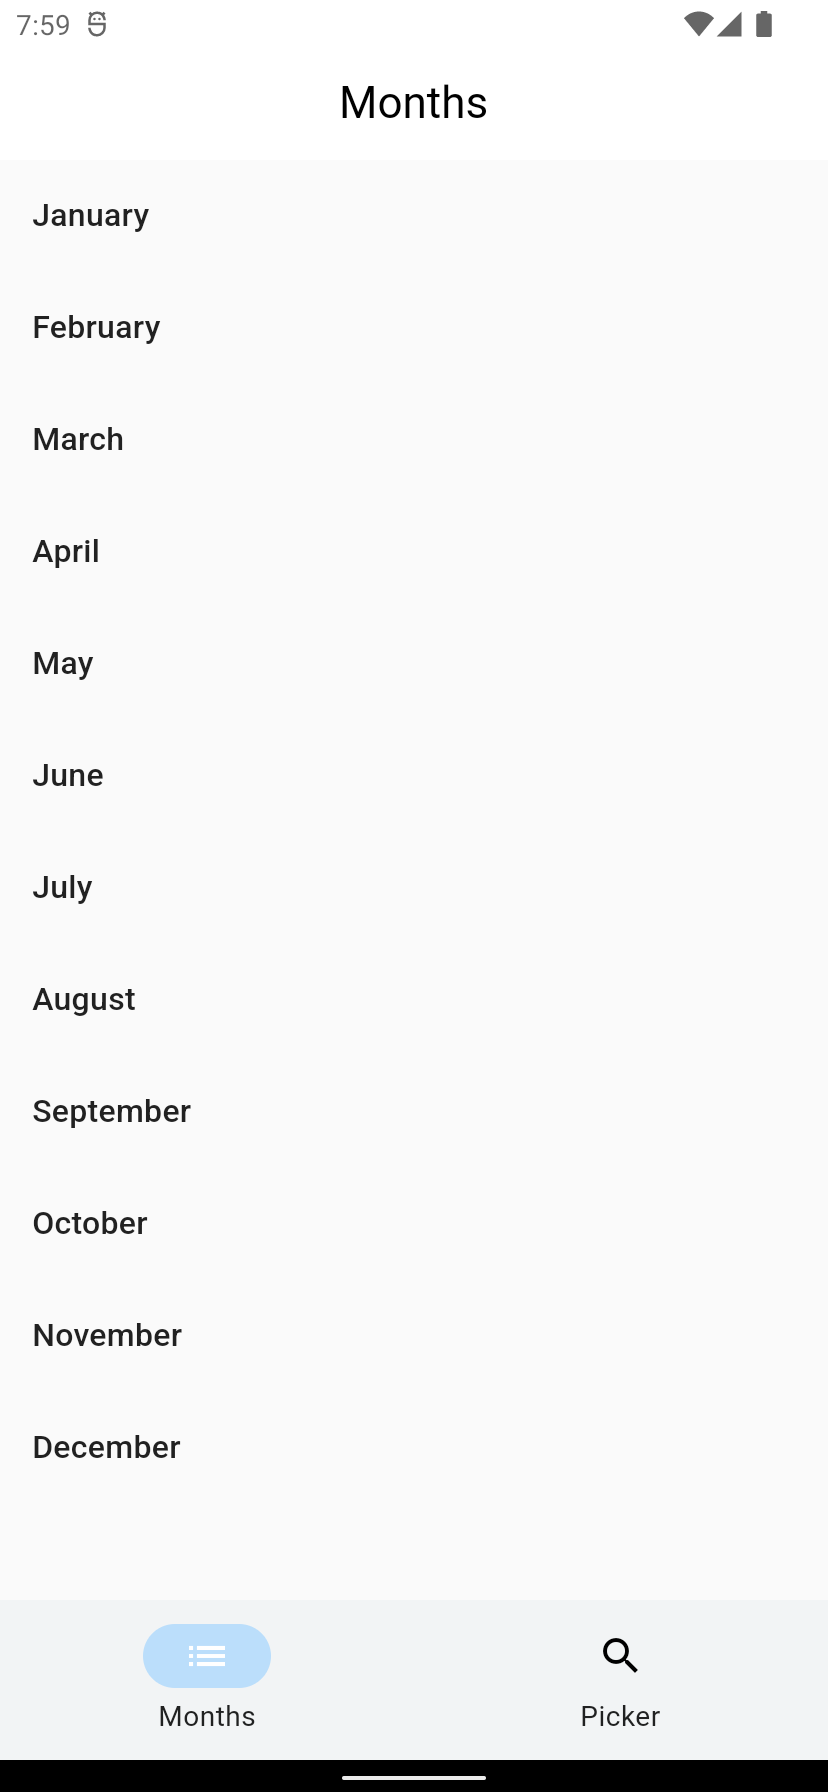 7:59
Months
January
February
March
April
May
June
July
August
September
October
November
December
Months
Picker